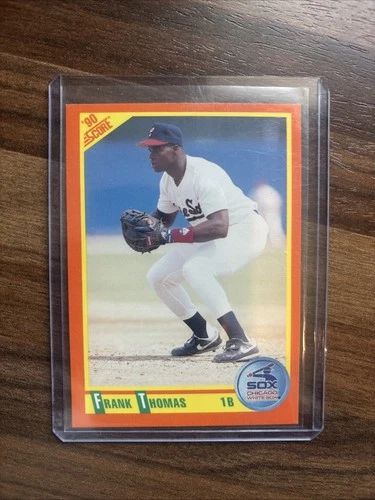 '90
SCORE
SOX
CHICAGO
WHITE SOX
FRANK THOMAS 1B